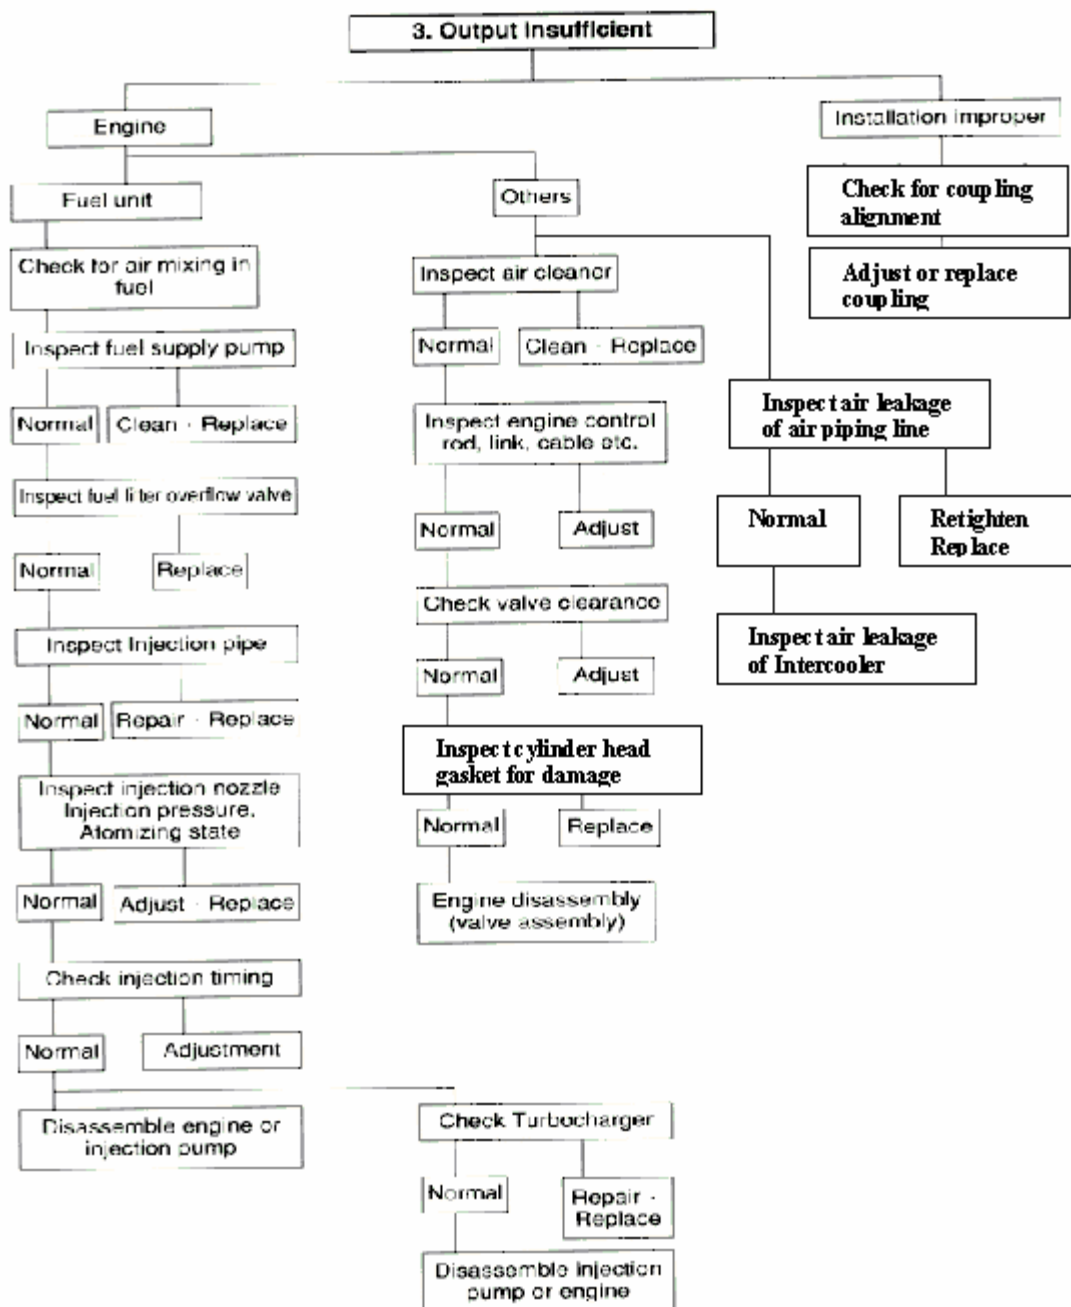 3. Output Insufficient
Engine
Installation improper
Fuel unit
Others
Check for coupling
alignment
Check for air mixing in
fuel
Inspect air cleaner
Adjust or replace
coupling
Inspect fuel supply pump
Normal
Clean · Replace
Normal
Clean · Replace
Inspect engine control
rod, link, cable etc.
Inspect air leakage
of air piping line
Inspect fuel filter overflow valve
Normal
Adjust
Normal
Retighten
Replace
Normal
Replace
Check valve clearance
Inspect Injection pipe
Normal
Adjust
Inspect air leakage
of Intercooler
Normal
Repair · Replace
Inspect cylinder head
gasket for damage
Inspect injection nozzle
Injection pressure,
Atomizing state
Normal
Replace
Normal
Adjust · Replace
Engine disassembly
(valve assembly)
Check injection timing
Normal
Adjustment
Disassemble engine or
injection pump
Check Turbocharger
Normal
Repair ·
Replace
Disassemble injection
pump or engine